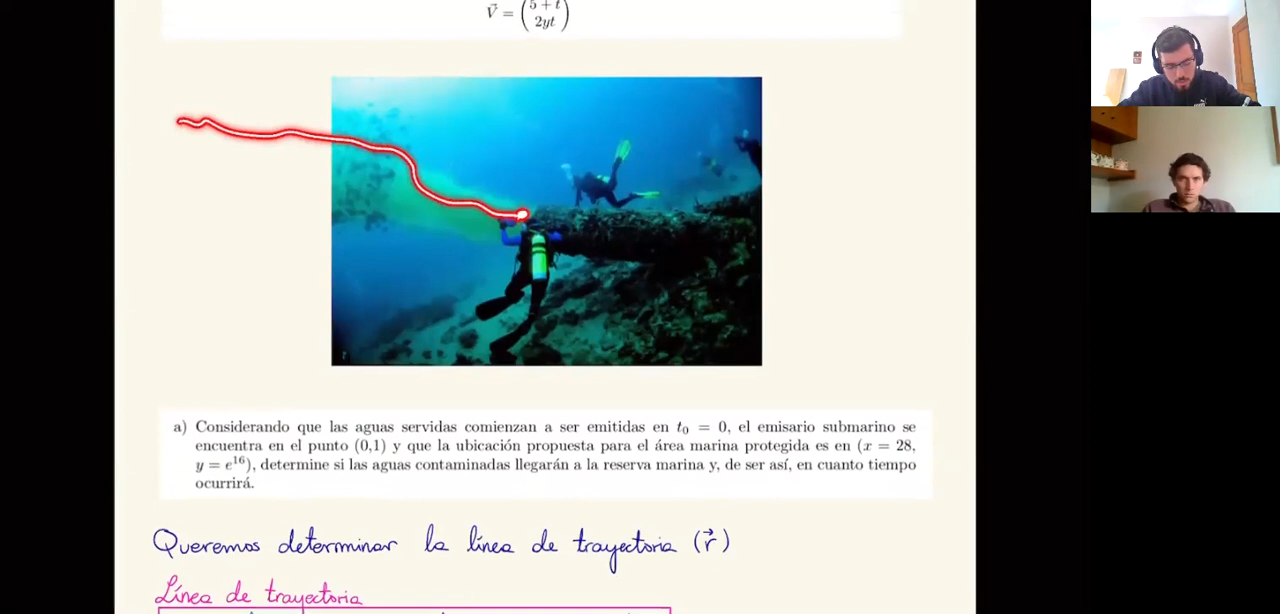 V⃗ = (5 + t
2yt)
a) Considerando que las aguas servidas comienzan a ser emitidas en t₀ = 0, el emisario submarino se
encuentra en el punto (0,1) y que la ubicación propuesta para el área marina protegida es en (x = 28,
y = e¹⁶), determine si las aguas contaminadas llegarán a la reserva marina y, de ser así, en cuanto tiempo
ocurrirá.
Queremos determinar la línea de trayectoria (r⃗)
Línea de trayectoria